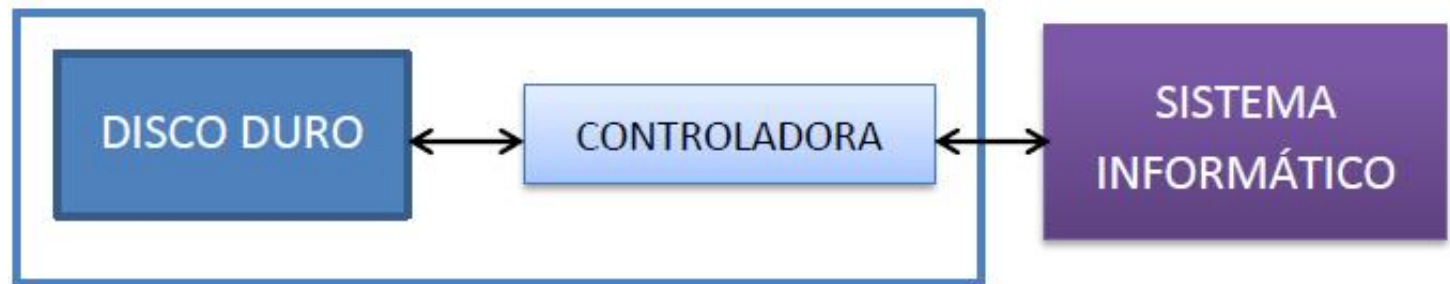 DISCO DURO
CONTROLADORA
SISTEMA
INFORMÁTICO